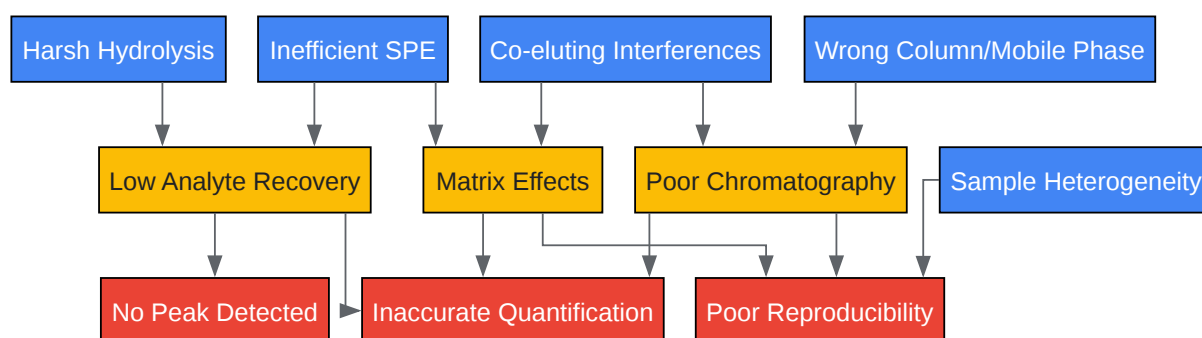 Harsh Hydrolysis
Inefficient SPE
Co-eluting Interferences
Wrong Column/Mobile Phase
Low Analyte Recovery
Matrix Effects
Poor Chromatography
Sample Heterogeneity
No Peak Detected
Inaccurate Quantification
Poor Reproducibility